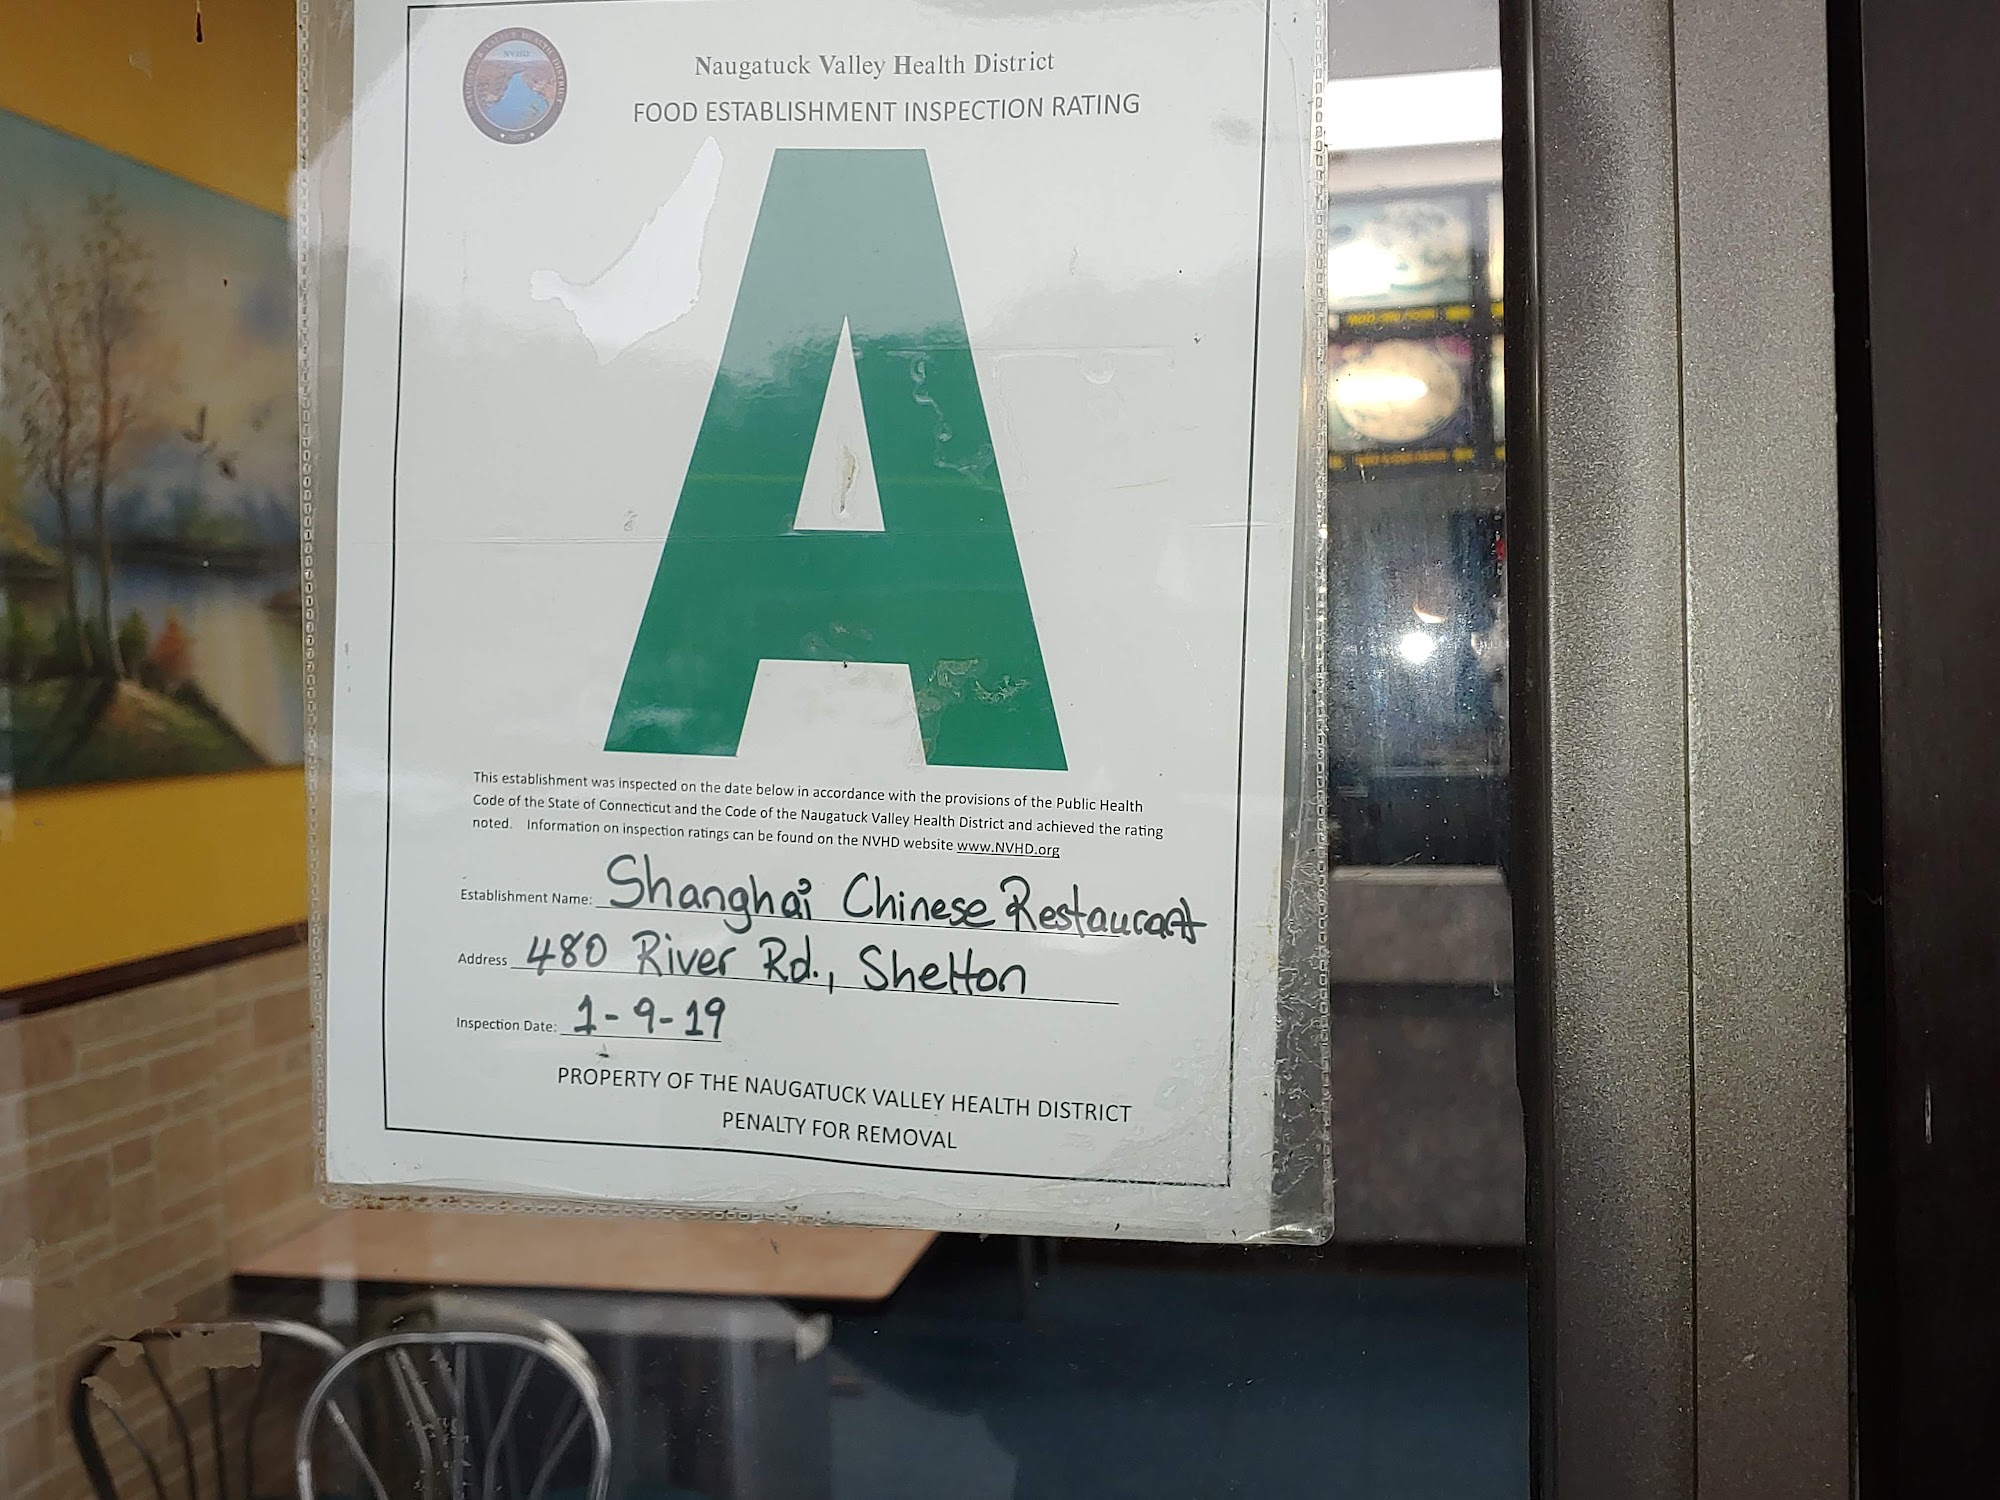 NVHD
Naugatuck Valley Health District
FOOD ESTABLISHMENT INSPECTION RATING
A
This establishment was inspected on the date below in accordance with the provisions of the Public Health
Code of the State of Connecticut and the Code of the Naugatuck Valley Health District and achieved the rating
noted. Information on inspection ratings can be found on the NVHD website www.NVHD.org
Establishment Name: Shanghai Chinese Restaurant
Address 480 River Rd., Shelton
Inspection Date: 1-9-19
PROPERTY OF THE NAUGATUCK VALLEY HEALTH DISTRICT
PENALTY FOR REMOVAL